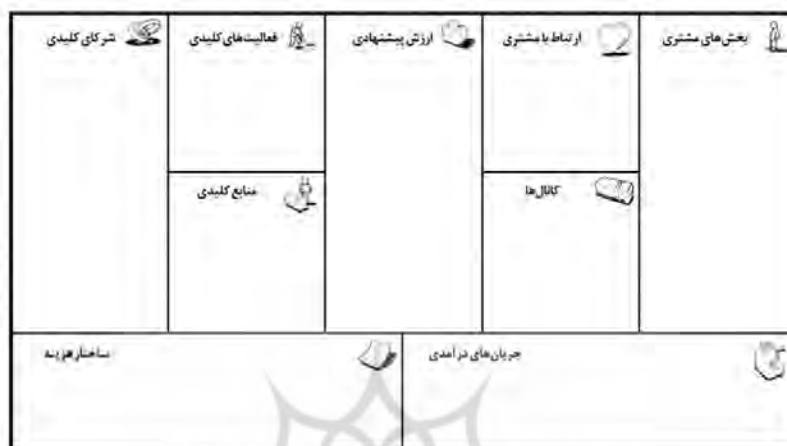 بخش‌های مشتری
ارتباط با مشتری
ارزش پیشنهادی
فعالیت‌های کلیدی
شرکای کلیدی
کانال‌ها
منابع کلیدی
جریان‌های درآمدی
ساختار هزینه